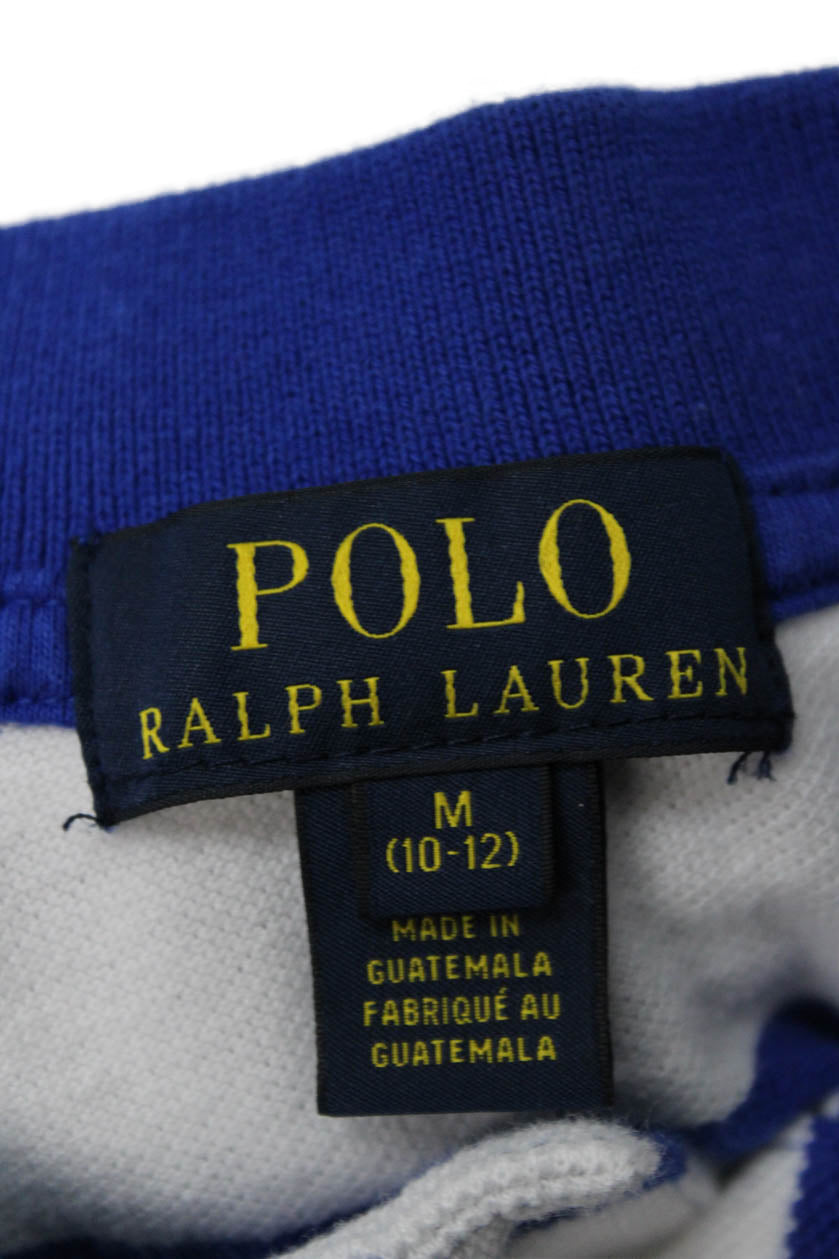 POLO
RALPH LAUREN
M
(10-12)
MADE IN
GUATEMALA
FABRIQUÉ AU
GUATEMALA